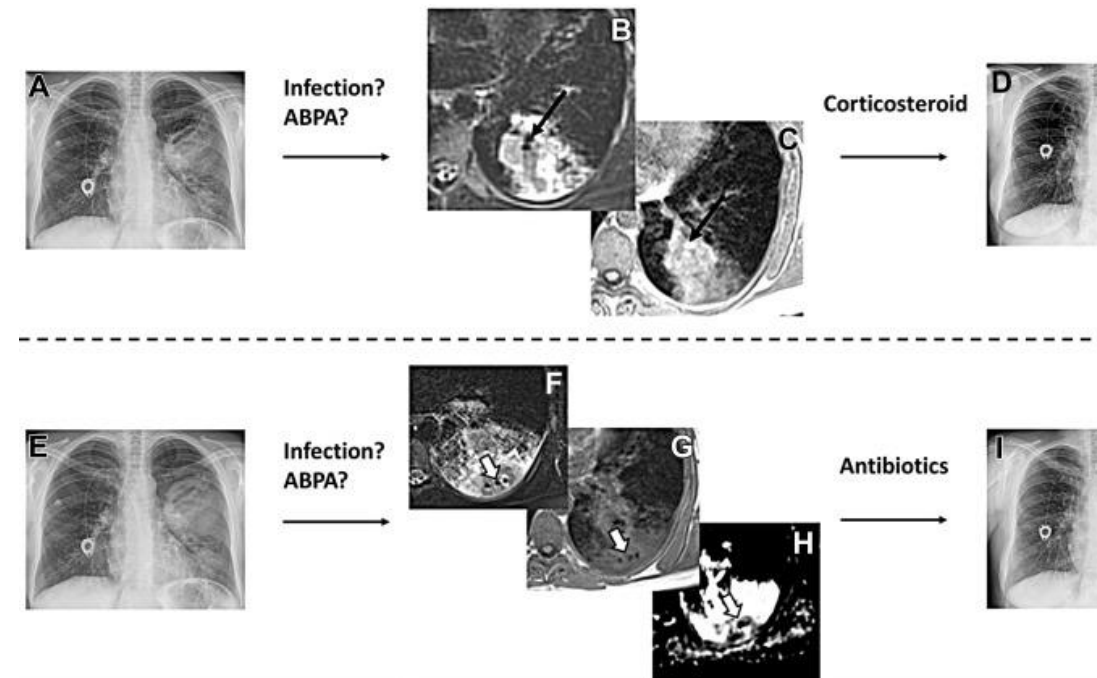 A
Infection?
ABPA?
B
C
Corticosteroid
D
E
Infection?
ABPA?
F
G
H
Antibiotics
I